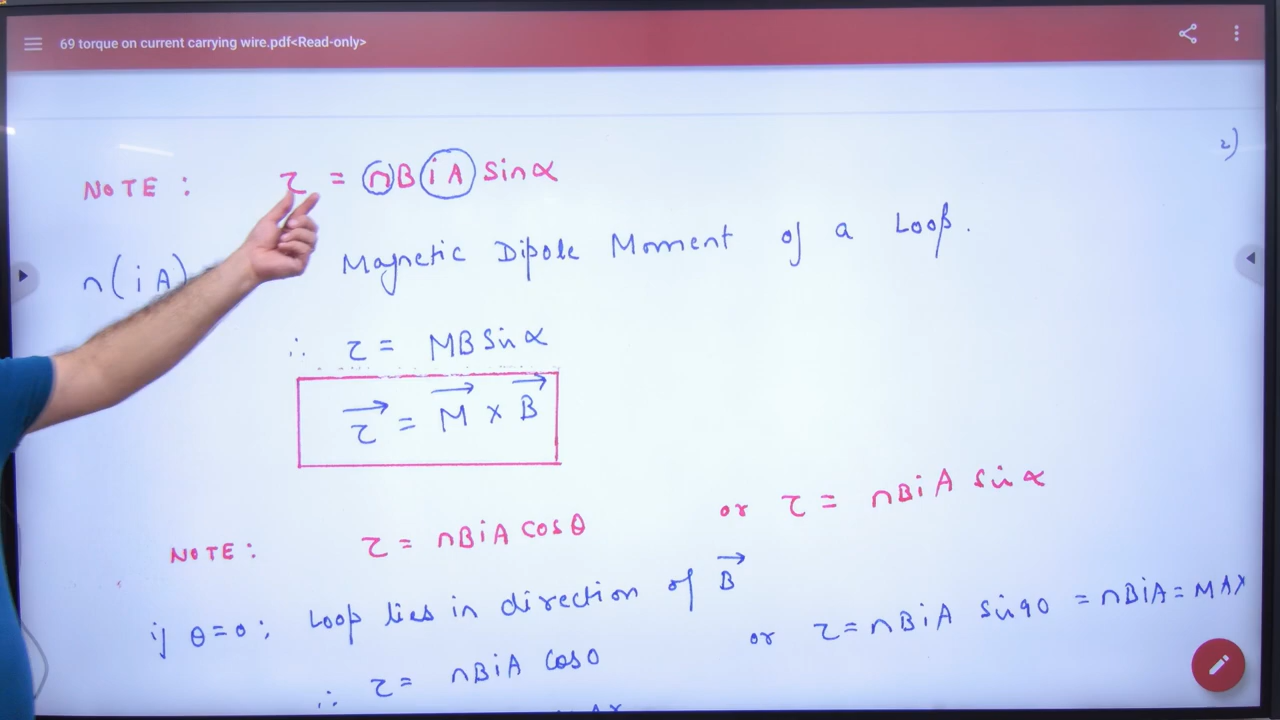 69 torque on current carrying wire.pdf<Read-only>
2)
NOTE : τ = nBiA Sinα
n(iA) Magnetic Dipole Moment of a Loop.
∴ τ = MBSinα
τ⃗ = M⃗ × B⃗
NOTE : τ = nBiA cosθ or τ = nBiA sinα
if θ=0; Loop lies in direction of B⃗
or τ = nBiA sin90 = nBiA = MAX
∴ τ = nBiA cos0